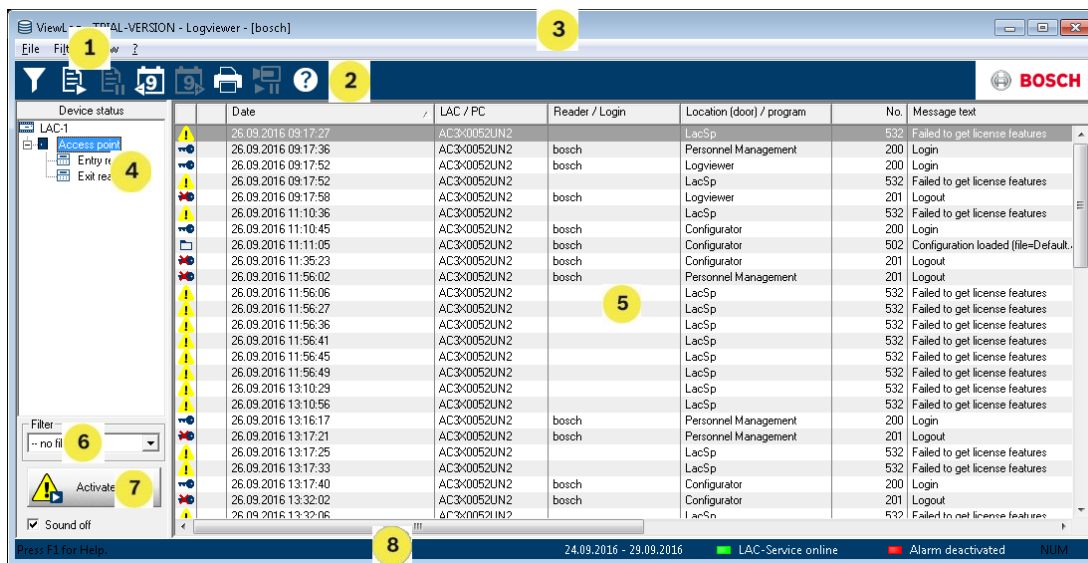 TRIAL-VERSION - Logviewer - [bosch]
3
File ?
1
2
BOSCH
Device status
LAC-1
Access point
Entry
Exit
4
Date LAC / PC Reader / Login Location (door) / program No. Message text
26.09.2016 09:17:27 AC3X0052UN2 LacSp 532 Failed to get license features
26.09.2016 09:17:36 AC3X0052UN2 bosch Personnel Management 200 Login
26.09.2016 09:17:52 AC3X0052UN2 bosch Logviewer 200 Login
26.09.2016 09:17:52 AC3X0052UN2 LacSp 532 Failed to get license features
26.09.2016 09:17:58 AC3X0052UN2 bosch Logviewer 201 Logout
26.09.2016 11:10:36 AC3X0052UN2 LacSp 532 Failed to get license features
26.09.2016 11:10:45 AC3X0052UN2 bosch Configurator 200 Login
26.09.2016 11:11:05 AC3X0052UN2 bosch Configurator 502 Configuration loaded (file=Default.
26.09.2016 11:35:23 AC3X0052UN2 bosch Configurator 201 Logout
26.09.2016 11:56:02 AC3X0052UN2 bosch Personnel Management 201 Logout
26.09.2016 11:56:06 AC3X0052UN2 LacSp 532 Failed to get license features
26.09.2016 11:56:27 AC3X0052UN2 LacSp 532 Failed to get license features
26.09.2016 11:56:36 AC3X0052UN2 LacSp 532 Failed to get license features
26.09.2016 11:56:41 AC3X0052UN2 LacSp 532 Failed to get license features
26.09.2016 11:56:45 AC3X0052UN2 LacSp 532 Failed to get license features
26.09.2016 11:56:49 AC3X0052UN2 LacSp 532 Failed to get license features
26.09.2016 13:10:29 AC3X0052UN2 LacSp 532 Failed to get license features
26.09.2016 13:10:56 AC3X0052UN2 LacSp 532 Failed to get license features
26.09.2016 13:16:17 AC3X0052UN2 bosch Personnel Management 200 Login
26.09.2016 13:17:21 AC3X0052UN2 bosch Personnel Management 201 Logout
26.09.2016 13:17:25 AC3X0052UN2 LacSp 532 Failed to get license features
26.09.2016 13:17:33 AC3X0052UN2 LacSp 532 Failed to get license features
26.09.2016 13:17:40 AC3X0052UN2 bosch Configurator 200 Login
26.09.2016 13:32:02 AC3X0052UN2 bosch Configurator 201 Logout
26.09.2016 13:32:06 AC3X0052UN2 LacSp 532 Failed to get license features
5
Filter
-- no
6
Activate
7
Sound off
8
Press F1 for Help. 24.09.2016 - 29.09.2016 LAC-Service online Alarm deactivated NUM